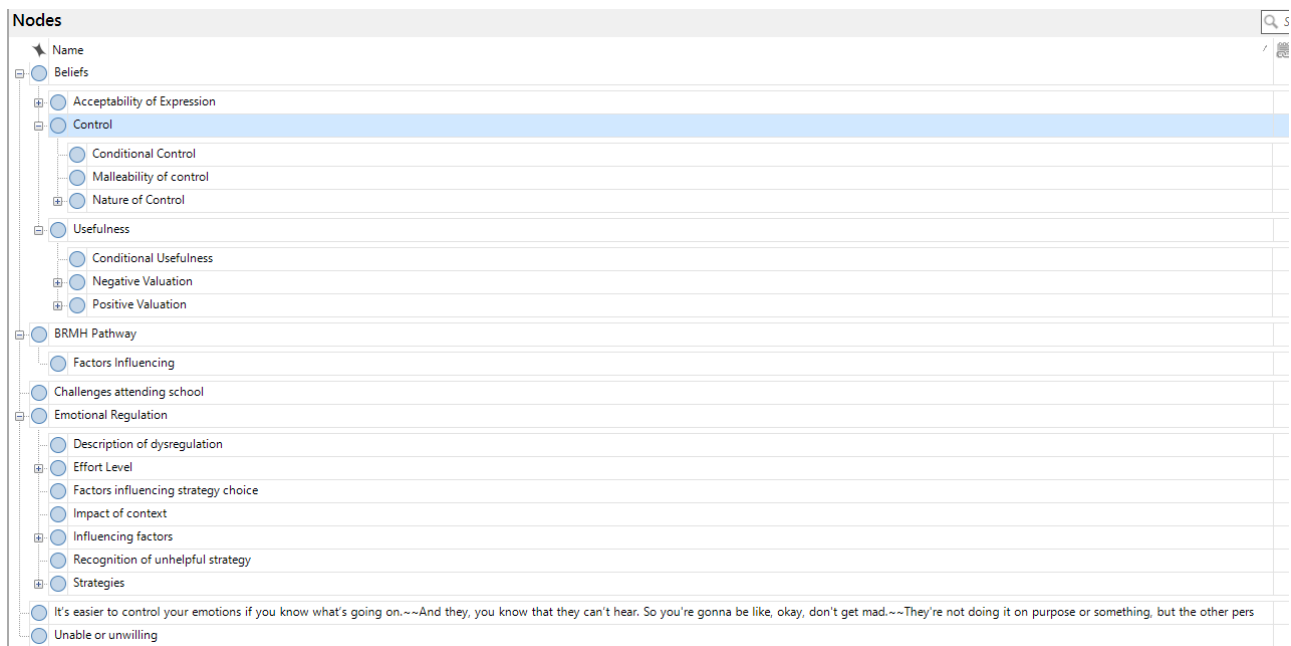 Nodes
S
Name
Beliefs
Acceptability of Expression
Control
Conditional Control
Malleability of control
Nature of Control
Usefulness
Conditional Usefulness
Negative Valuation
Positive Valuation
BRMH Pathway
Factors Influencing
Challenges attending school
Emotional Regulation
Description of dysregulation
Effort Level
Factors influencing strategy choice
Impact of context
Influencing factors
Recognition of unhelpful strategy
Strategies
It's easier to control your emotions if you know what's going on.~~And they, you know that they can't hear. So you're gonna be like, okay, don't get mad.~~They're not doing it on purpose or something, but the other pers
Unable or unwilling